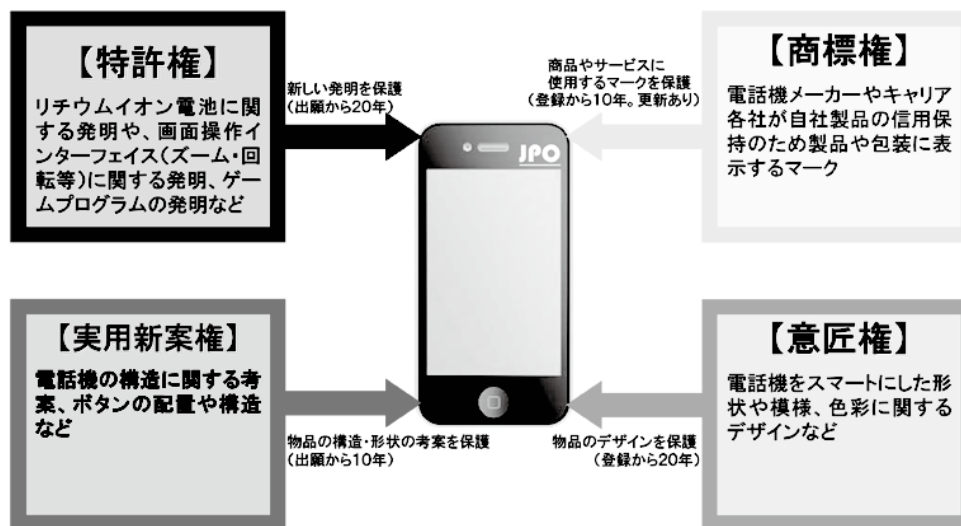 【特許権】
リチウムイオン電池に関
する発明や、画面操作イ
ンターフェイス(ズーム・回
転等)に関する発明、ゲー
ムプログラムの発明など
新しい発明を保護
(出願から20年)
商品やサービスに
使用するマークを保護
(登録から10年。更新あり)
【商標権】
電話機メーカーやキャリア
各社が自社製品の信用保
持のため製品や包装に表
示するマーク
JPO
【実用新案権】
電話機の構造に関する考
案、ボタンの配置や構造
など
物品の構造・形状の考案を保護
(出願から10年)
物品のデザインを保護
(登録から20年)
【意匠権】
電話機をスマートにした形
状や模様、色彩に関する
デザインなど